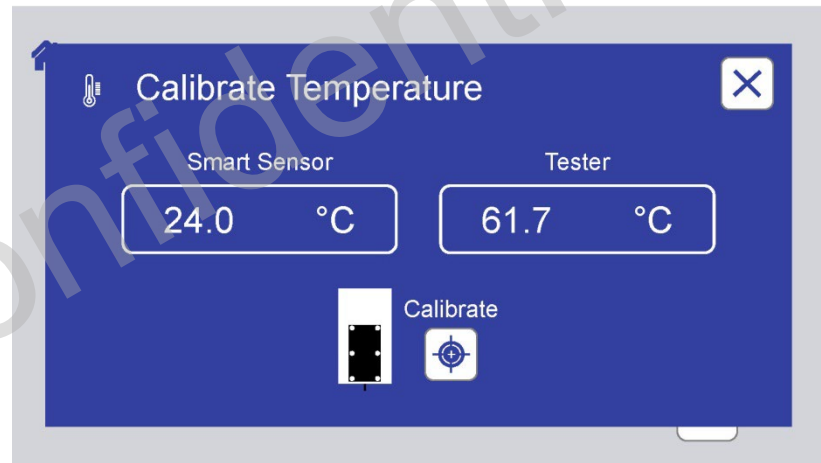 Calibrate Temperature
Smart Sensor Tester
24.0 °C 61.7 °C
Calibrate